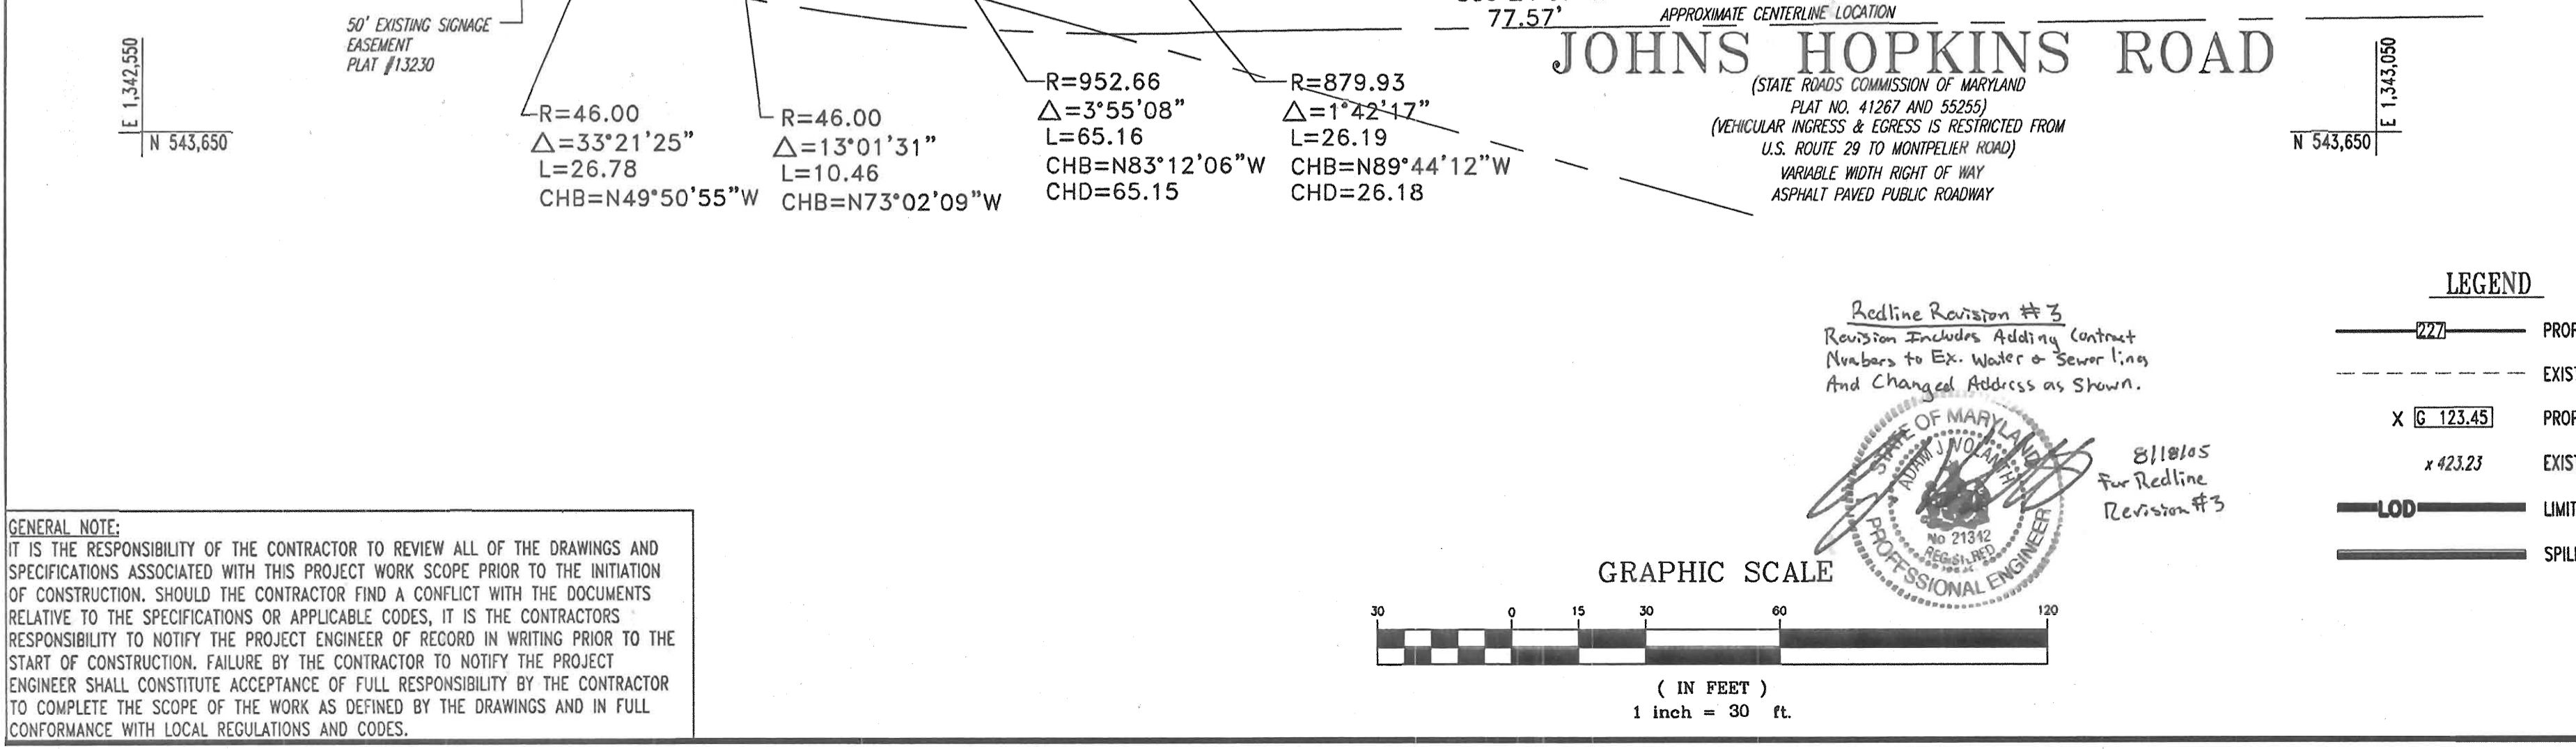 50' EXISTING SIGNAGE
EASEMENT
PLAT #13230
E 1,342,550
N 543,650
R=46.00
△=33°21'25"
L=26.78
CHB=N49°50'55"W
R=46.00
△=13°01'31"
L=10.46
CHB=N73°02'09"W
R=952.66
△=3°55'08"
L=65.16
CHB=N83°12'06"W
CHD=65.15
R=879.93
△=1°42'17"
L=26.19
CHB=N89°44'12"W
CHD=26.18
77.57'
APPROXIMATE CENTERLINE LOCATION
JOHNS HOPKINS ROAD
(STATE ROADS COMMISSION OF MARYLAND
PLAT NO. 41267 AND 55255)
(VEHICULAR INGRESS & EGRESS IS RESTRICTED FROM
U.S. ROUTE 29 TO MONTPELIER ROAD)
VARIABLE WIDTH RIGHT OF WAY
ASPHALT PAVED PUBLIC ROADWAY
E 1,343,050
N 543,650
LEGEND
227 PROP
EXIST
X G 123.45 PROP
x 423.23 EXIST
LOD LIMIT
SPILL
Redline Revision #3
Revision Includes Adding Contract
Numbers to Ex. Water & Sewer lines
And Changed Address as Shown.
STATE OF MARYLAND
ADAM J VOLANTH
No 21342
REGISTERED
PROFESSIONAL ENGINEER
8/18/05
For Redline
Revision #3
GRAPHIC SCALE
30 0 15 30 60 120
( IN FEET )
1 inch = 30 ft.
GENERAL NOTE:
IT IS THE RESPONSIBILITY OF THE CONTRACTOR TO REVIEW ALL OF THE DRAWINGS AND
SPECIFICATIONS ASSOCIATED WITH THIS PROJECT WORK SCOPE PRIOR TO THE INITIATION
OF CONSTRUCTION. SHOULD THE CONTRACTOR FIND A CONFLICT WITH THE DOCUMENTS
RELATIVE TO THE SPECIFICATIONS OR APPLICABLE CODES, IT IS THE CONTRACTORS
RESPONSIBILITY TO NOTIFY THE PROJECT ENGINEER OF RECORD IN WRITING PRIOR TO THE
START OF CONSTRUCTION. FAILURE BY THE CONTRACTOR TO NOTIFY THE PROJECT
ENGINEER SHALL CONSTITUTE ACCEPTANCE OF FULL RESPONSIBILITY BY THE CONTRACTOR
TO COMPLETE THE SCOPE OF THE WORK AS DEFINED BY THE DRAWINGS AND IN FULL
CONFORMANCE WITH LOCAL REGULATIONS AND CODES.